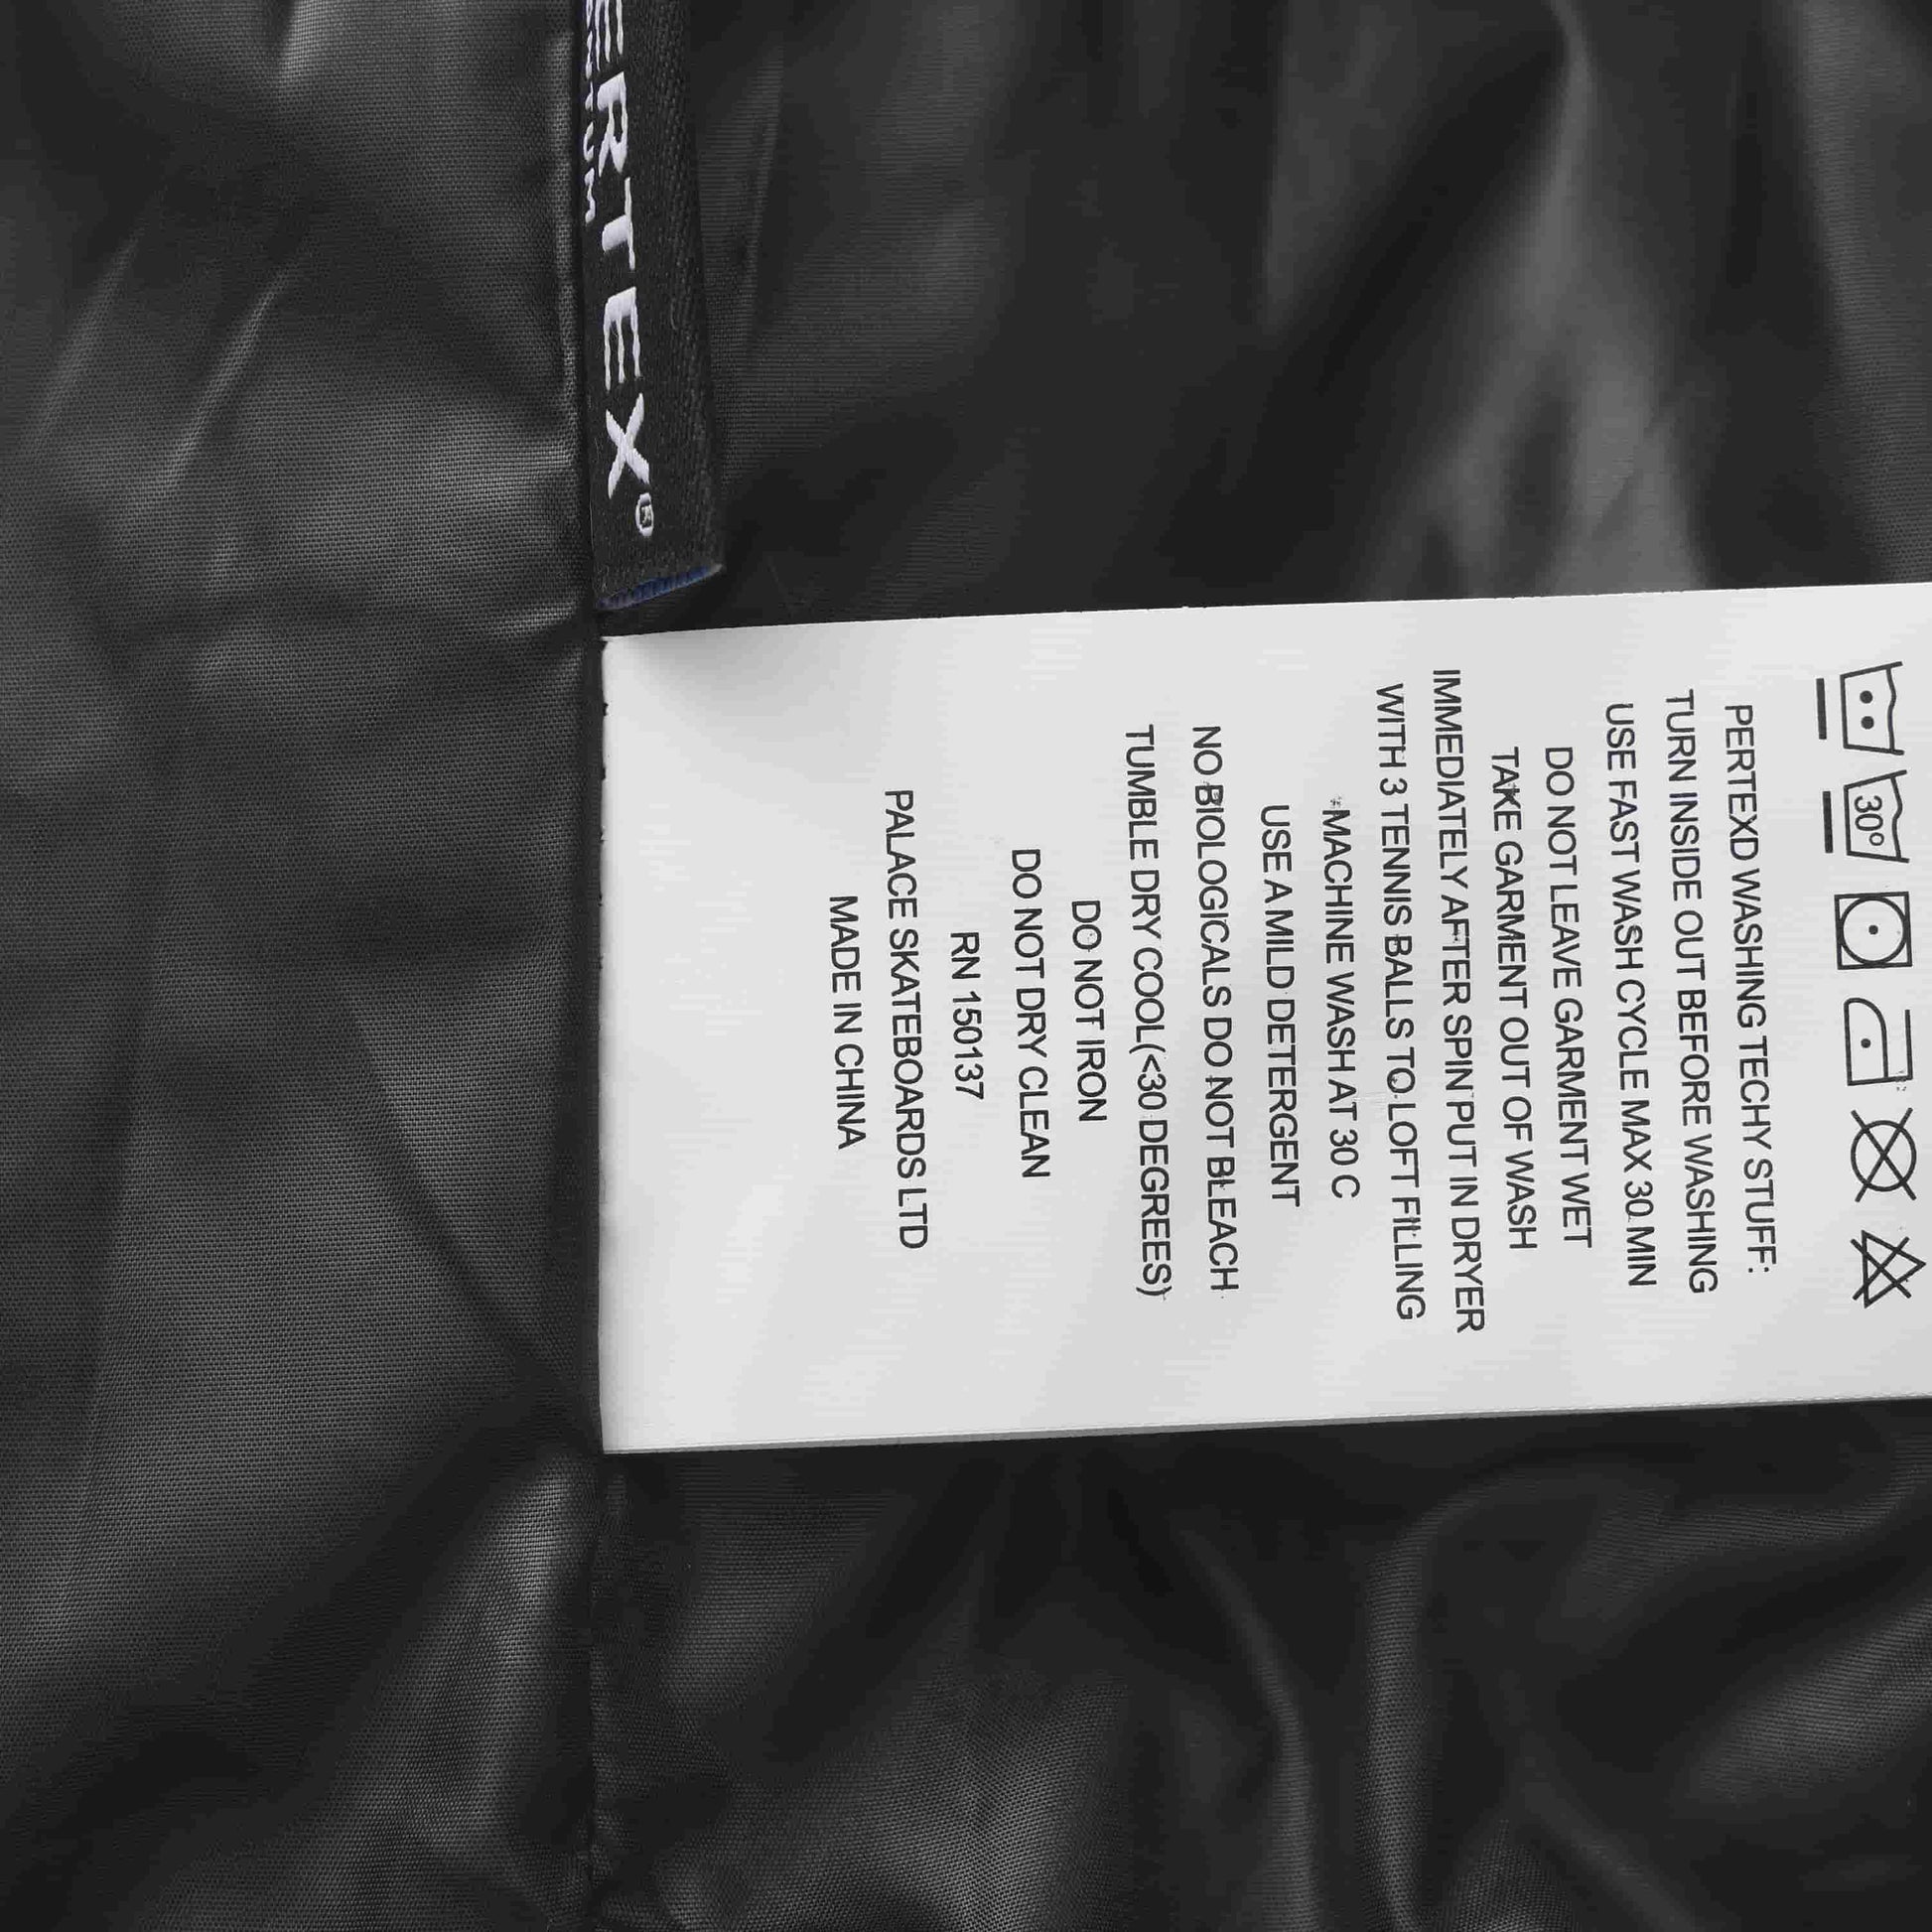 ERTEX®
30°
PERTEXD WASHING TECHY STUFF:
TURN INSIDE OUT BEFORE WASHING
USE FAST WASH CYCLE MAX 30 MIN
DO NOT LEAVE GARMENT WET
TAKE GARMENT OUT OF WASH
IMMEDIATELY AFTER SPIN PUT IN DRYER
WITH 3 TENNIS BALLS TO LOFT FILLING
MACHINE WASH AT 30 C
USE A MILD DETERGENT
NO BIOLOGICALS DO NOT BLEACH
TUMBLE DRY COOL(<30 DEGREES)
DO NOT IRON
DO NOT DRY CLEAN
RN 150137
PALACE SKATEBOARDS LTD
MADE IN CHINA